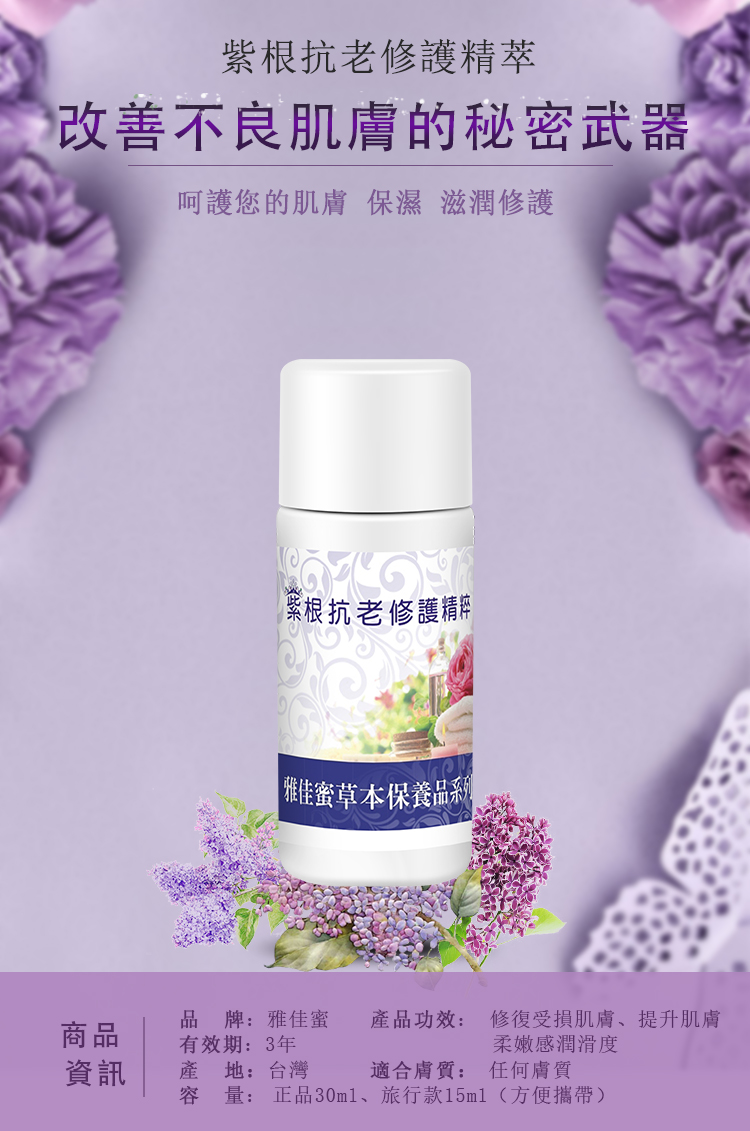 紫根抗老修護精萃
改善不良肌膚的秘密武器
呵護您的肌膚 保濕 滋潤修護
紫根抗老修護精粹
雅佳蜜草本保養品系列
商品
資訊
品 牌：雅佳蜜 產品功效： 修復受損肌膚、提升肌膚
有效期：3年 柔嫩感潤滑度
產 地：台灣 適合膚質： 任何膚質
容 量： 正品30ml、旅行款15ml（方便攜帶）